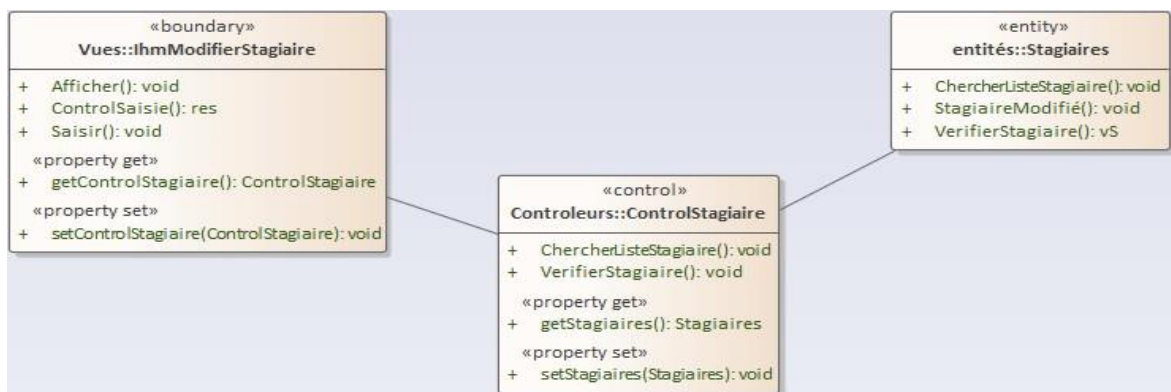 «boundary»
Vues::IhmModifierStagiaire
+ Afficher(): void
+ ControlSaisie(): res
+ Saisir(): void
«property get»
+ getControlStagiaire(): ControlStagiaire
«property set»
+ setControlStagiaire(ControlStagiaire): void
«entity»
entités::Stagiaires
+ ChercherListeStagiaire(): void
+ StagiaireModifié(): void
+ VerifierStagiaire(): vS
«control»
Controleurs::ControlStagiaire
+ ChercherListeStagiaire(): void
+ VerifierStagiaire(): void
«property get»
+ getStagiaires(): Stagiaires
«property set»
+ setStagiaires(Stagiaires): void